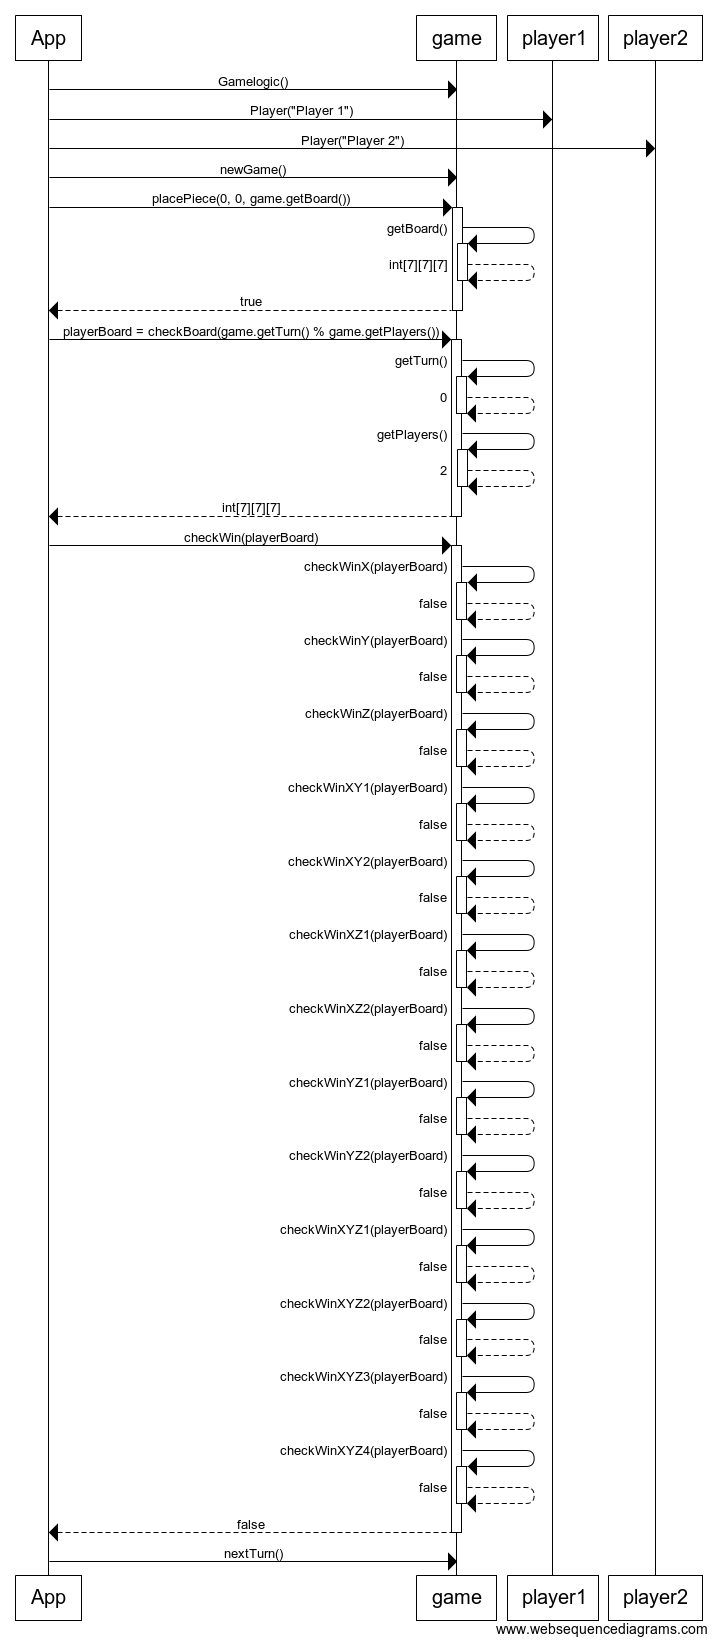 App game player1 player2
Gamelogic()
Player("Player 1")
Player("Player 2")
newGame()
placePiece(0, 0, game.getBoard())
getBoard()
int[7][7][7]
true
playerBoard = checkBoard(game.getTurn() % game.getPlayers())
getTurn()
0
getPlayers()
2
int[7][7][7]
checkWin(playerBoard)
checkWinX(playerBoard)
false
checkWinY(playerBoard)
false
checkWinZ(playerBoard)
false
checkWinXY1(playerBoard)
false
checkWinXY2(playerBoard)
false
checkWinXZ1(playerBoard)
false
checkWinXZ2(playerBoard)
false
checkWinYZ1(playerBoard)
false
checkWinYZ2(playerBoard)
false
checkWinXYZ1(playerBoard)
false
checkWinXYZ2(playerBoard)
false
checkWinXYZ3(playerBoard)
false
checkWinXYZ4(playerBoard)
false
false
nextTurn()
App game player1 player2
www.websequencediagrams.com